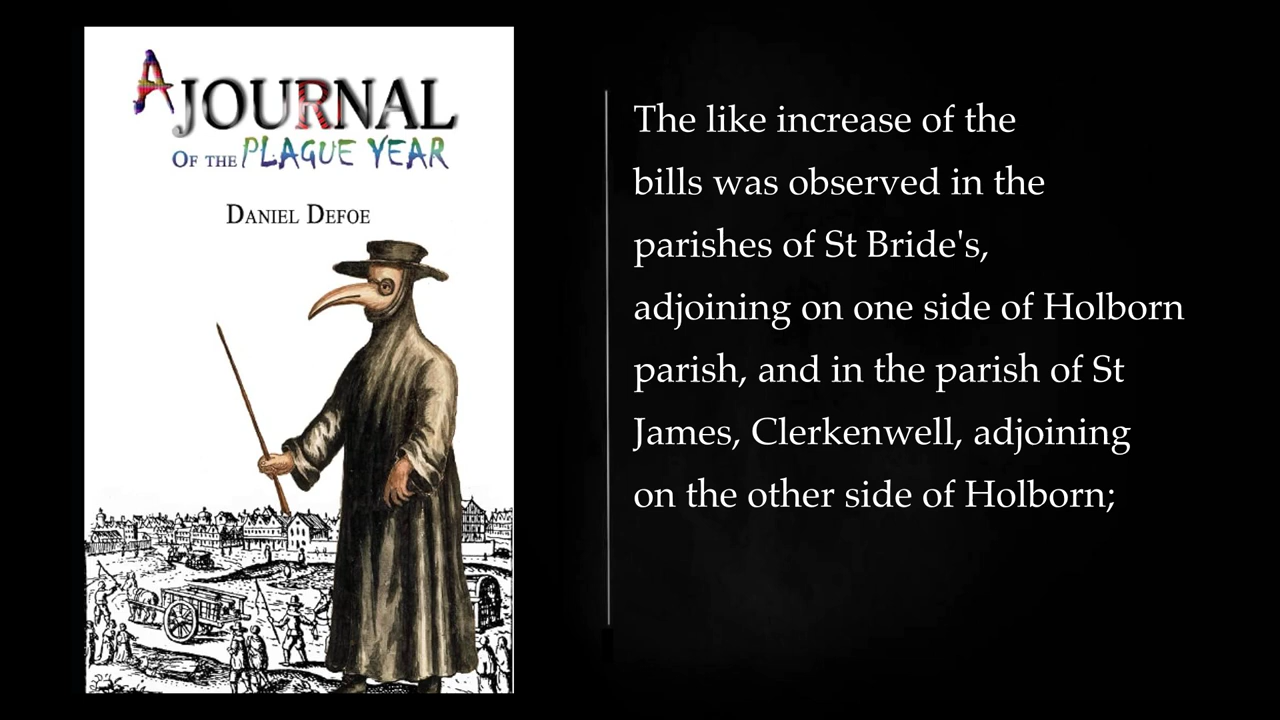 A JOURNAL
OF THE PLAGUE YEAR
DANIEL DEFOE
The like increase of the
bills was observed in the
parishes of St Bride's,
adjoining on one side of Holborn
parish, and in the parish of St
James, Clerkenwell, adjoining
on the other side of Holborn;